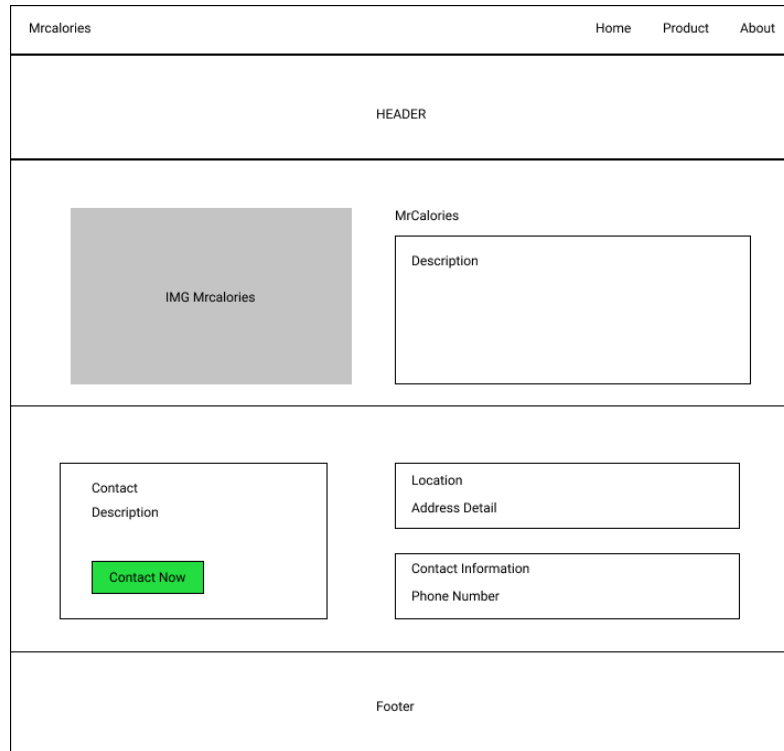 Mrcalories
Home
Product
About
HEADER
IMG Mrcalories
MrCalories
Description
Contact
Description
Contact Now
Location
Address Detail
Contact Information
Phone Number
Footer